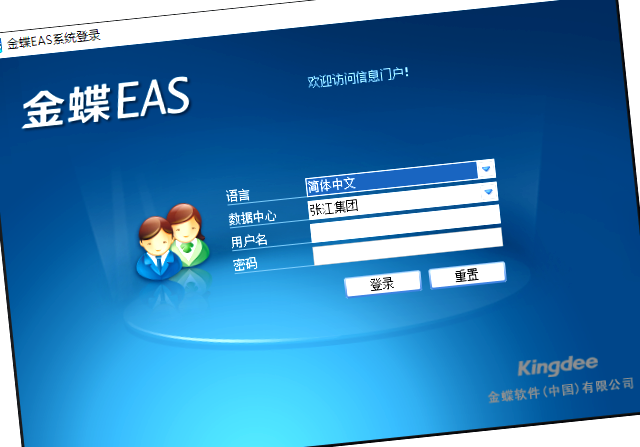 金蝶EAS系统登录
金蝶EAS
欢迎访问信息门户!
语言 简体中文
数据中心 张江集团
用户名
密码
登录 重置
Kingdee
金蝶软件(中国)有限公司